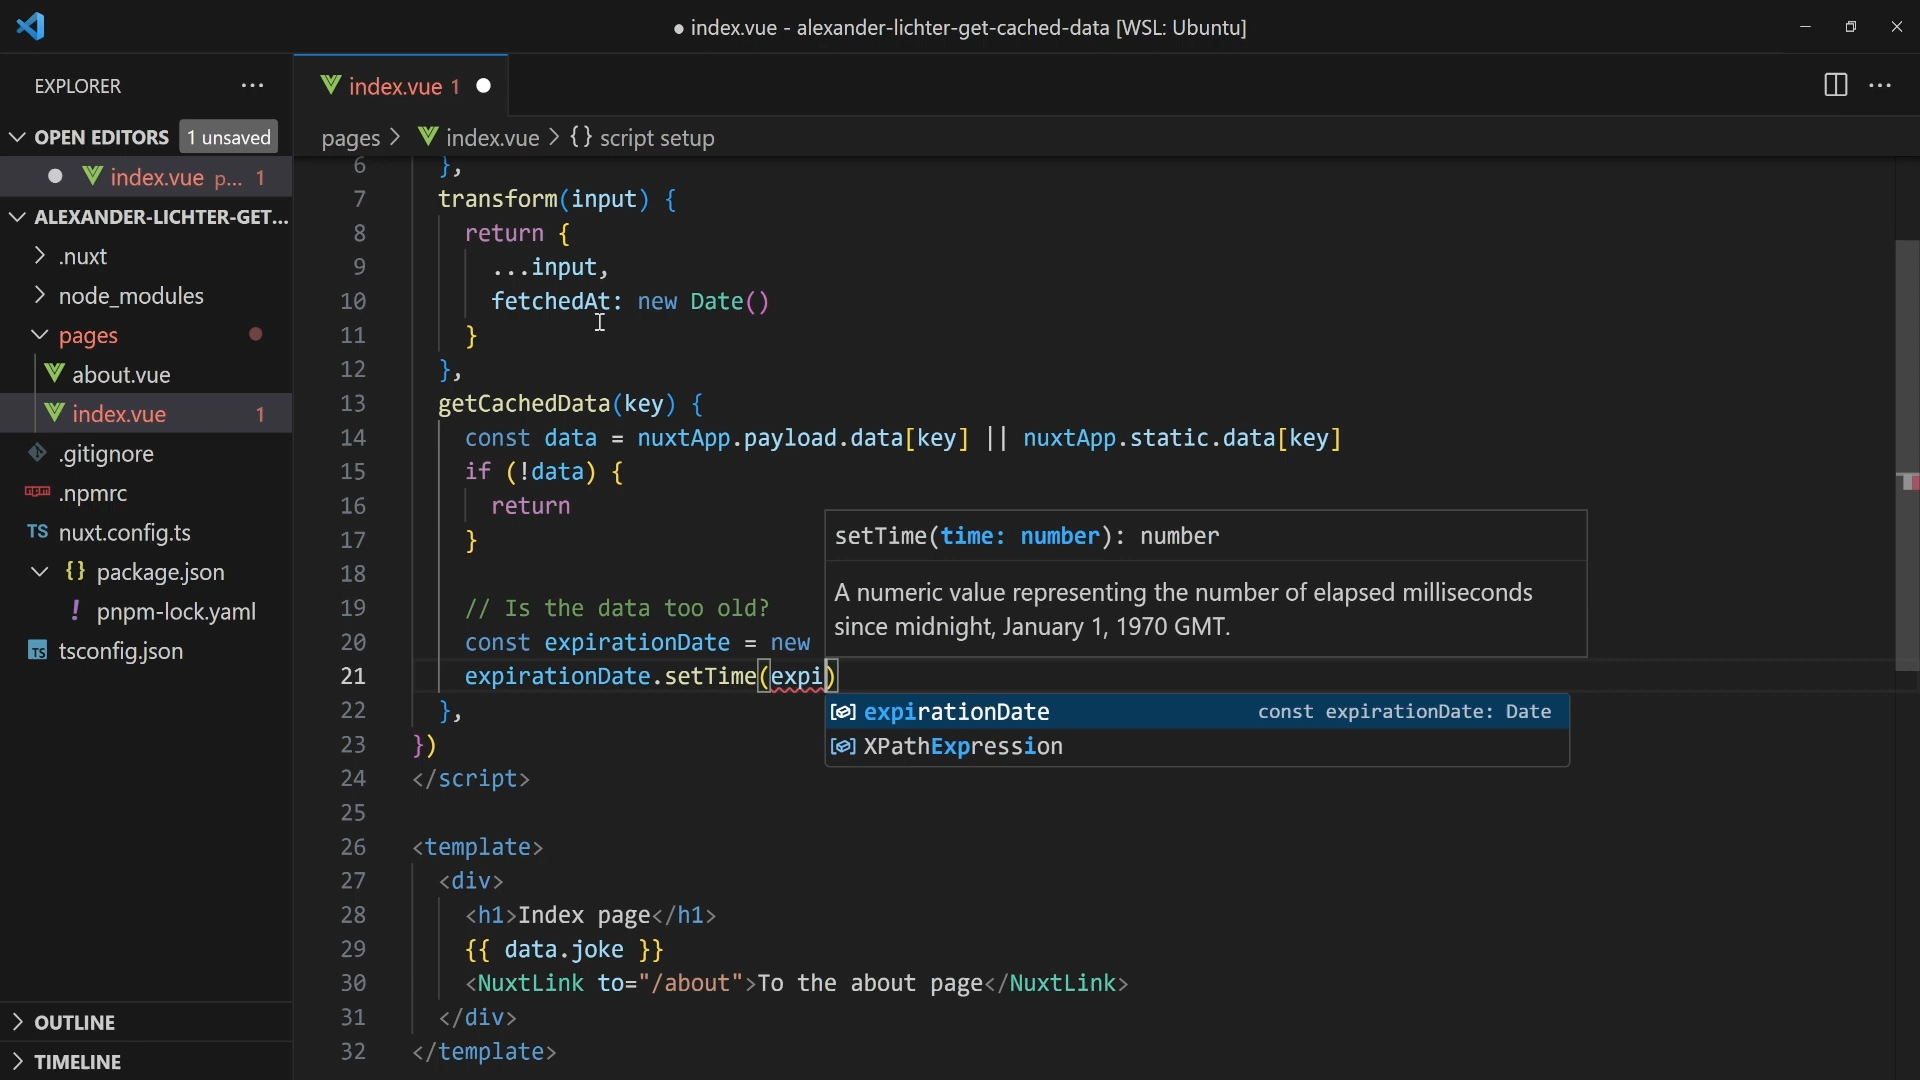 ● index.vue - alexander-lichter-get-cached-data [WSL: Ubuntu]
EXPLORER
OPEN EDITORS 1 unsaved
index.vue p... 1
ALEXANDER-LICHTER-GET...
.nuxt
node_modules
pages
about.vue
index.vue 1
.gitignore
.npmrc
TS nuxt.config.ts
{} package.json
! pnpm-lock.yaml
TS tsconfig.json
OUTLINE
TIMELINE
index.vue 1
pages > index.vue > {} script setup
6 },
7 transform(input) {
8 return {
9 ...input,
10 fetchedAt: new Date()
11 }
12 },
13 getCachedData(key) {
14 const data = nuxtApp.payload.data[key] || nuxtApp.static.data[key]
15 if (!data) {
16 return
17 }
18
19 // Is the data too old?
20 const expirationDate = new
21 expirationDate.setTime(expi)
22 },
23 })
24 </script>
25
26 <template>
27 <div>
28 <h1>Index page</h1>
29 {{ data.joke }}
30 <NuxtLink to="/about">To the about page</NuxtLink>
31 </div>
32 </template>
setTime(time: number): number
A numeric value representing the number of elapsed milliseconds
since midnight, January 1, 1970 GMT.
expirationDate const expirationDate: Date
XPathExpression